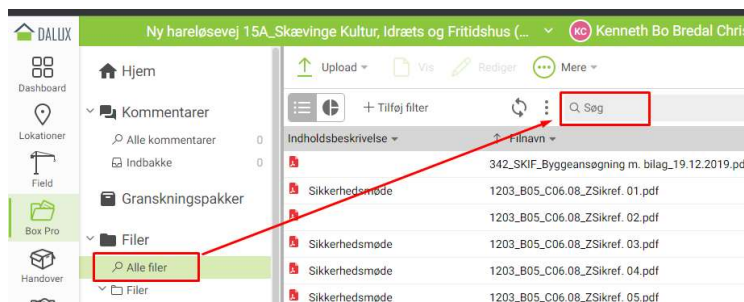 DALUX
Ny hareløsevej 15A_Skævinge Kultur, Idræts og Fritidshus (...
KC Kenneth Bo Bredal Chris
Dashboard
Lokationer
Field
Box Pro
Handover
Hjem
Kommentarer
Alle kommentarer 0
Indbakke 0
Granskningspakker
Filer
Alle filer
Filer
Upload
Vis
Rediger
Mere
Tilføj filter
Søg
Indholdsbeskrivelse
Filnavn
342_SKIF_Byggeansøgning m. bilag_19.12.2019.pd
Sikkerhedsmøde 1203_B05_C06.08_ZSikref. 01.pdf
1203_B05_C06.08_ZSikref. 02.pdf
Sikkerhedsmøde 1203_B05_C06.08_ZSikref. 03.pdf
Sikkerhedsmøde 1203_B05_C06.08_ZSikref. 04.pdf
Sikkerhedsmøde 1203_B05_C06.08_ZSikref. 05.pdf